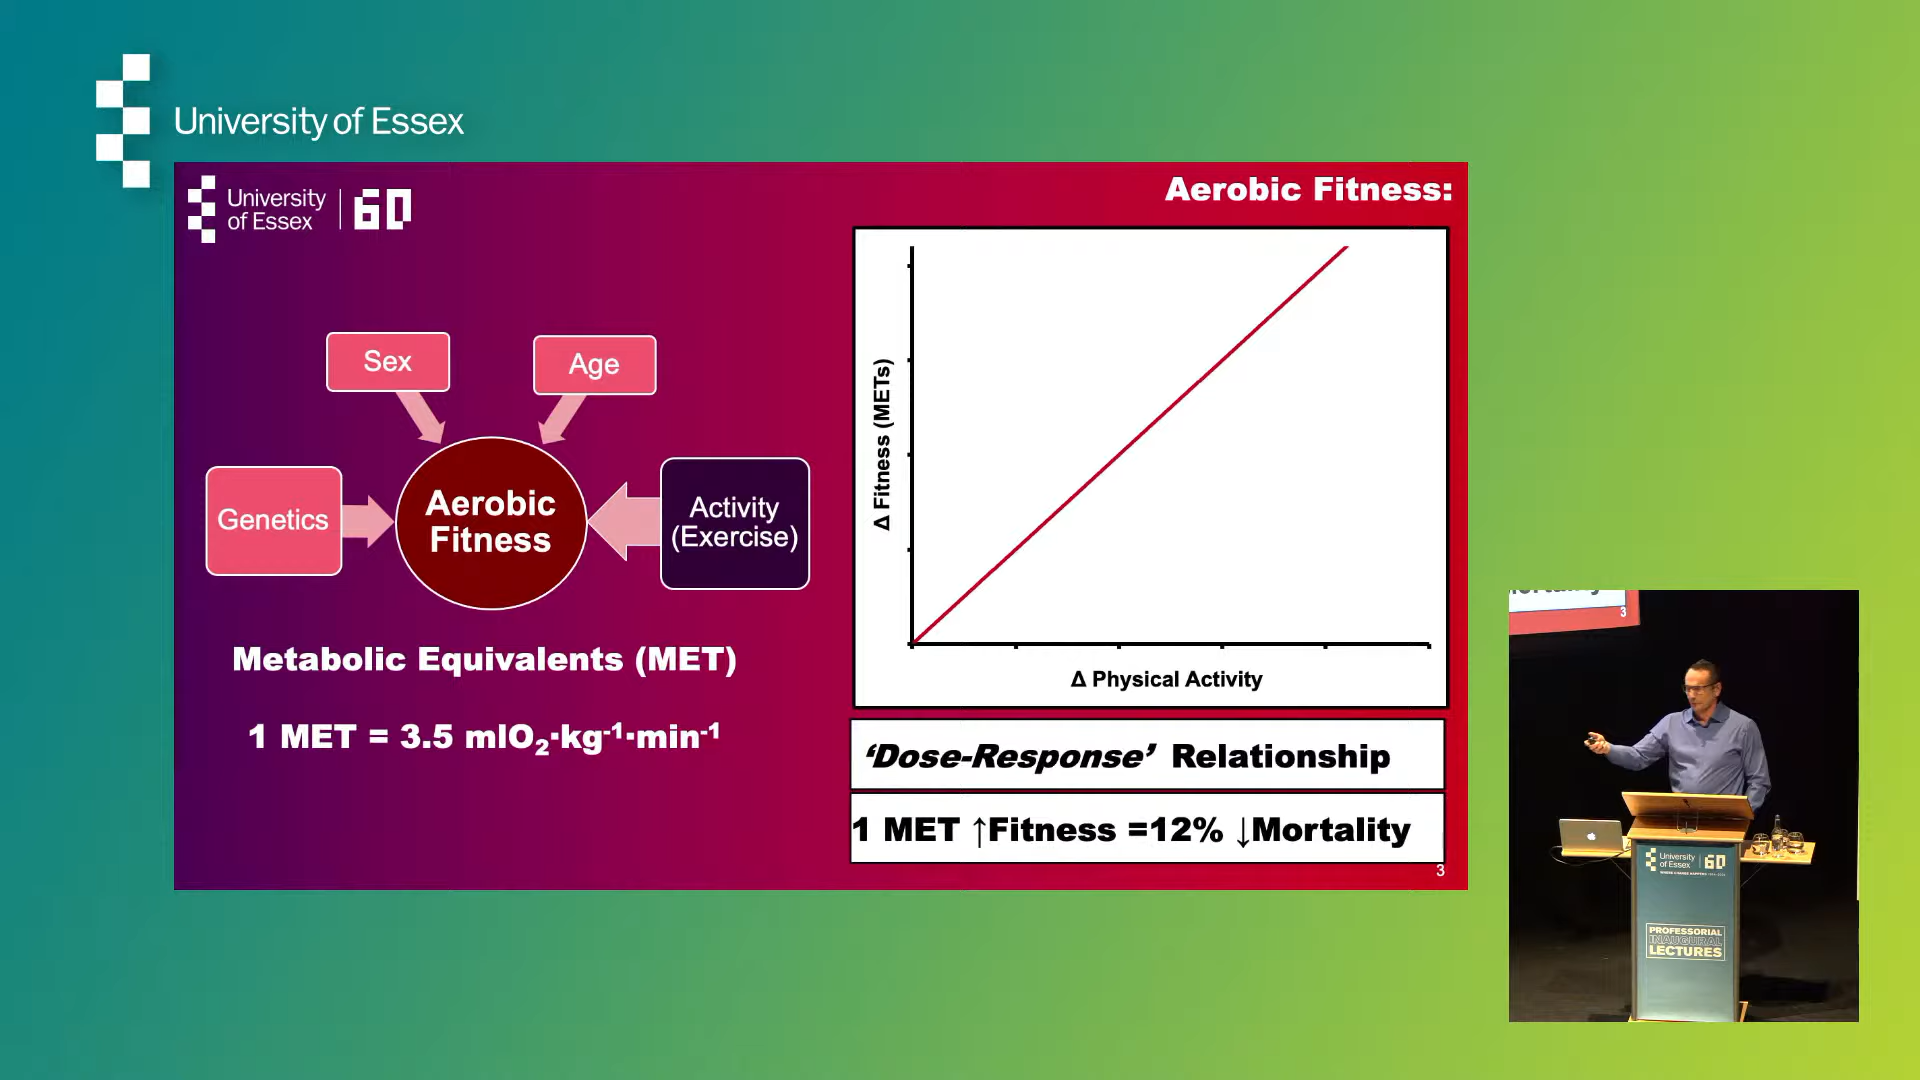 University of Essex
University
of Essex
60
Aerobic Fitness:
Sex
Age
Genetics
Aerobic
Fitness
Activity
(Exercise)
Metabolic Equivalents (MET)
1 MET = 3.5 mlO₂·kg⁻¹·min⁻¹
Δ Fitness (METs)
Δ Physical Activity
‘Dose-Response’ Relationship
1 MET ↑Fitness =12% ↓Mortality
3
3
University
of Essex
60
PROFESSORIAL
INAUGURAL
LECTURES